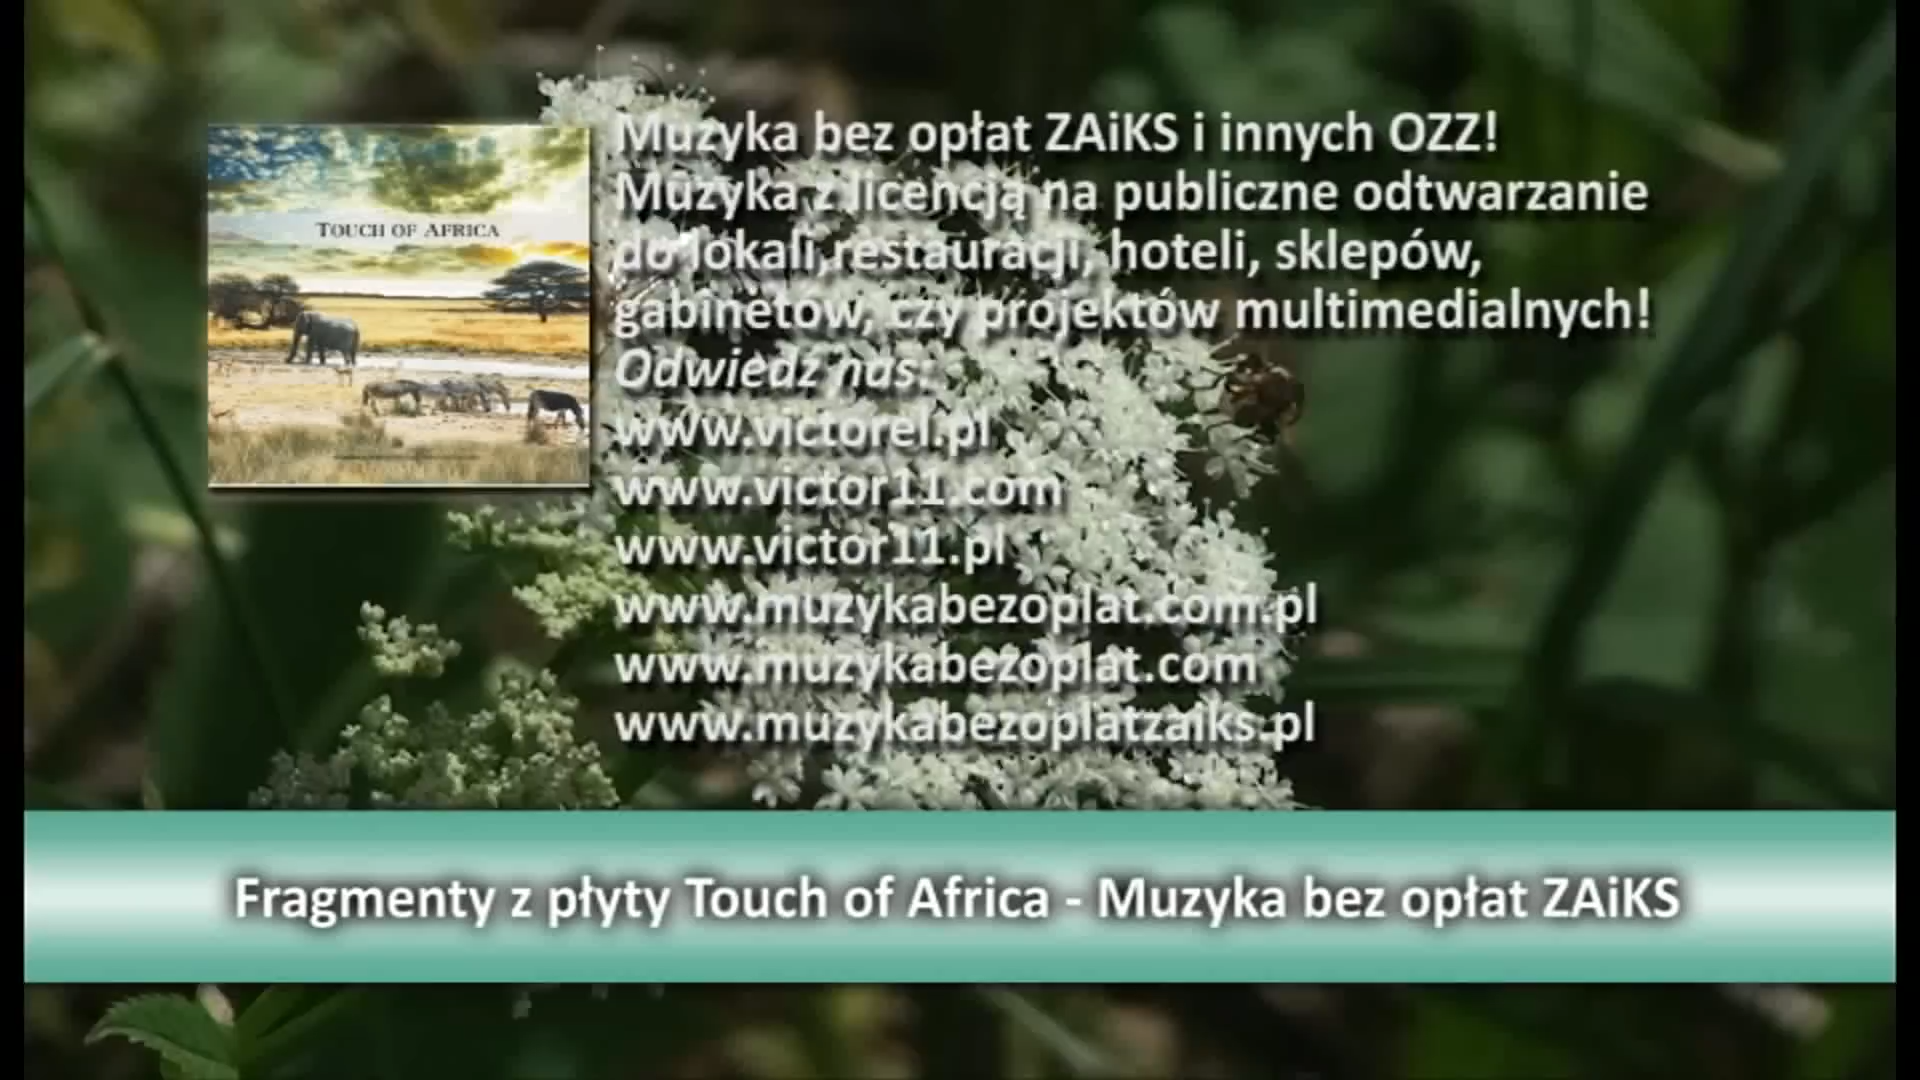 TOUCH OF AFRICA
Muzyka bez opłat ZAiKS i innych OZZ!
Muzyka z licencją na publiczne odtwarzanie
do lokali,restauracji, hoteli, sklepów,
gabinetów, czy projektów multimedialnych!
Odwiedź nas:
www.victorel.pl
www.victor11.com
www.victor11.pl
www.muzykabezoplat.com.pl
www.muzykabezoplat.com
www.muzykabezoplatzaiks.pl
Fragmenty z płyty Touch of Africa - Muzyka bez opłat ZAiKS